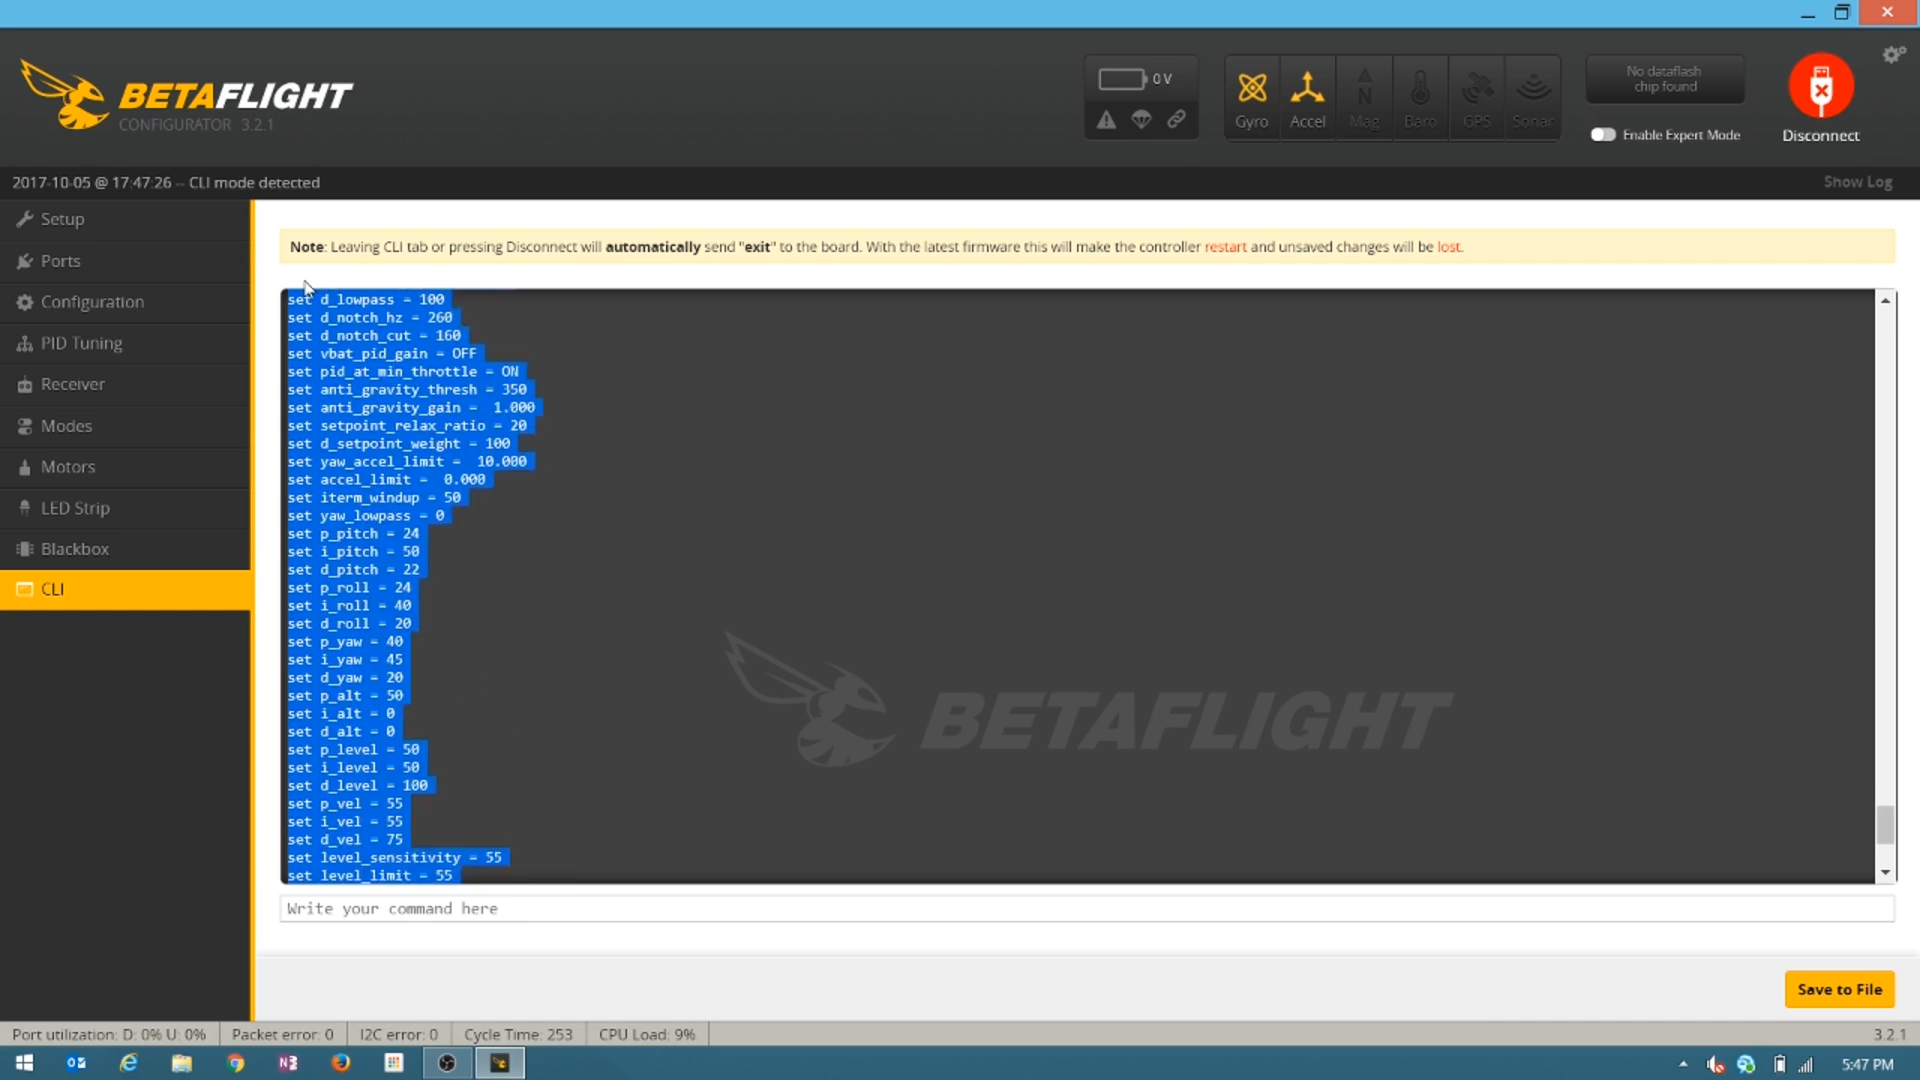 BETAFLIGHT
CONFIGURATOR 3.2.1
0 V
Gyro Accel Mag Baro GPS Sonar
No dataflash
chip found
Enable Expert Mode
Disconnect
2017-10-05 @ 17:47:26 -- CLI mode detected
Show Log
Setup
Ports
Configuration
PID Tuning
Receiver
Modes
Motors
LED Strip
Blackbox
CLI
Note: Leaving CLI tab or pressing Disconnect will automatically send "exit" to the board. With the latest firmware this will make the controller restart and unsaved changes will be lost.
set d_lowpass = 100
set d_notch_hz = 260
set d_notch_cut = 160
set vbat_pid_gain = OFF
set pid_at_min_throttle = ON
set anti_gravity_thresh = 350
set anti_gravity_gain =  1.000
set setpoint_relax_ratio = 20
set d_setpoint_weight = 100
set yaw_accel_limit =  10.000
set accel_limit =  0.000
set iterm_windup = 50
set yaw_lowpass = 0
set p_pitch = 24
set i_pitch = 50
set d_pitch = 22
set p_roll = 24
set i_roll = 40
set d_roll = 20
set p_yaw = 40
set i_yaw = 45
set d_yaw = 20
set p_alt = 50
set i_alt = 0
set d_alt = 0
set p_level = 50
set i_level = 50
set d_level = 100
set p_vel = 55
set i_vel = 55
set d_vel = 75
set level_sensitivity = 55
set level_limit = 55
BETAFLIGHT
Write your command here
Save to File
Port utilization: D: 0% U: 0% Packet error: 0 I2C error: 0 Cycle Time: 253 CPU Load: 9% 3.2.1
5:47 PM